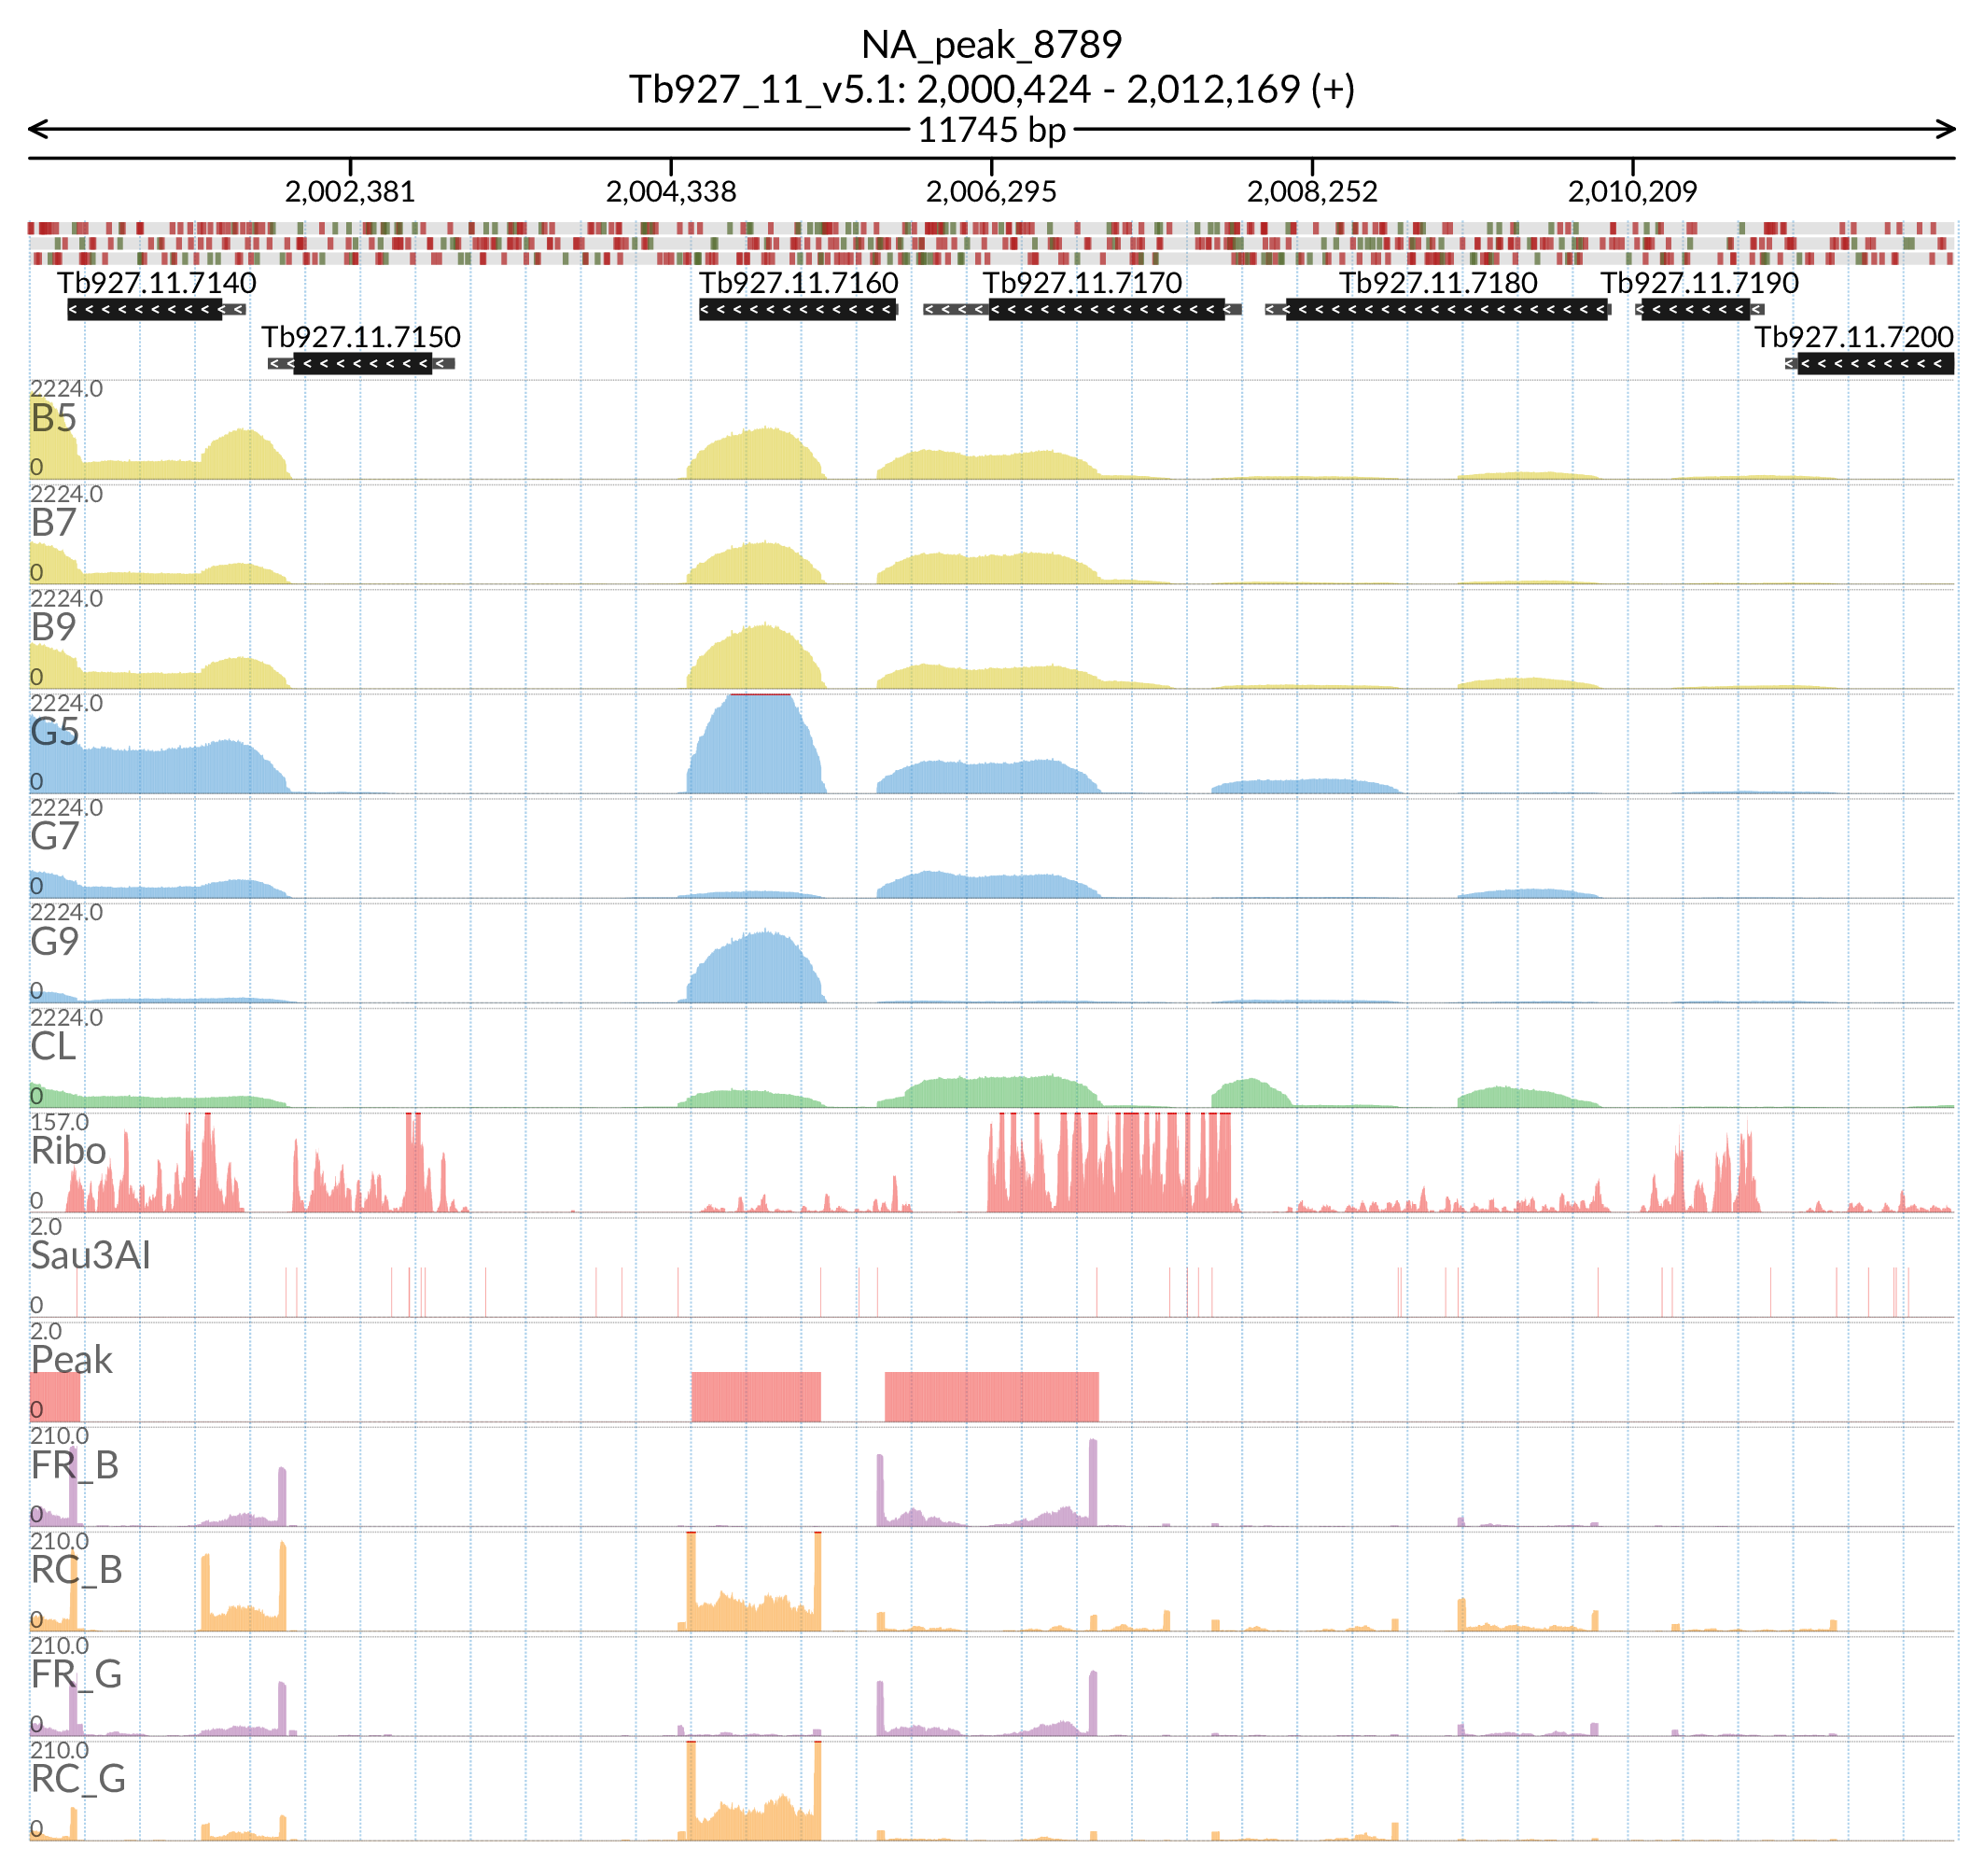 NA_peak_8789
Tb927_11_v5.1: 2,000,424 - 2,012,169 (+)
11745 bp
2,002,381 2,004,338 2,006,295 2,008,252 2,010,209
Tb927.11.7140 Tb927.11.7160 Tb927.11.7170 Tb927.11.7180 Tb927.11.7190
Tb927.11.7150 Tb927.11.7200
2224.0
B5
0
2224.0
B7
0
2224.0
B9
0
2224.0
G5
0
2224.0
G7
0
2224.0
G9
0
2224.0
CL
0
157.0
Ribo
0
2.0
Sau3AI
0
2.0
Peak
0
210.0
FR_B
0
210.0
RC_B
0
210.0
FR_G
0
210.0
RC_G
0